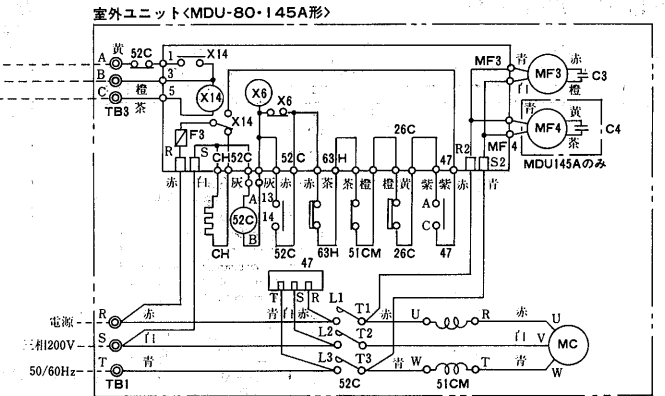 室外ユニット〈MDU-80・145A形〉
A 黄 52C 1 X14
B 3
C 橙 5 X14
TB3 茶
X6 X6
X14
F3
R S
MF3 青 赤
MF3 C3
白 橙
青 黄
MF4 C4
MF4 茶
MDU145Aのみ
CH 52C 52C 63H 26C 47 R2 S2
赤 白 灰 灰 赤 赤 茶 茶 橙 橙 黄 紫 紫 赤 青
A 13 A
52C 14 C
B
CH 52C 63H 51CM 26C 47
47
T S R
青 白 赤
L1 T1
電源 R 赤 赤 U R 赤 U
L2 T2
三相200V S 白 白 V MC
L3 T3
50/60Hz T 青 青 W T 青 W
TB1 52C 51CM